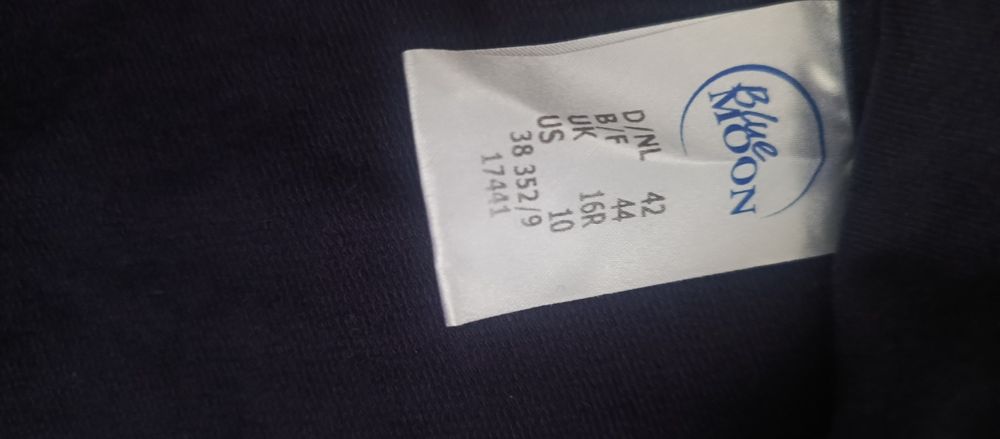 Blue
MOON
D/NL 42
B/F 44
UK 16R
US 10
38 352/9
17441